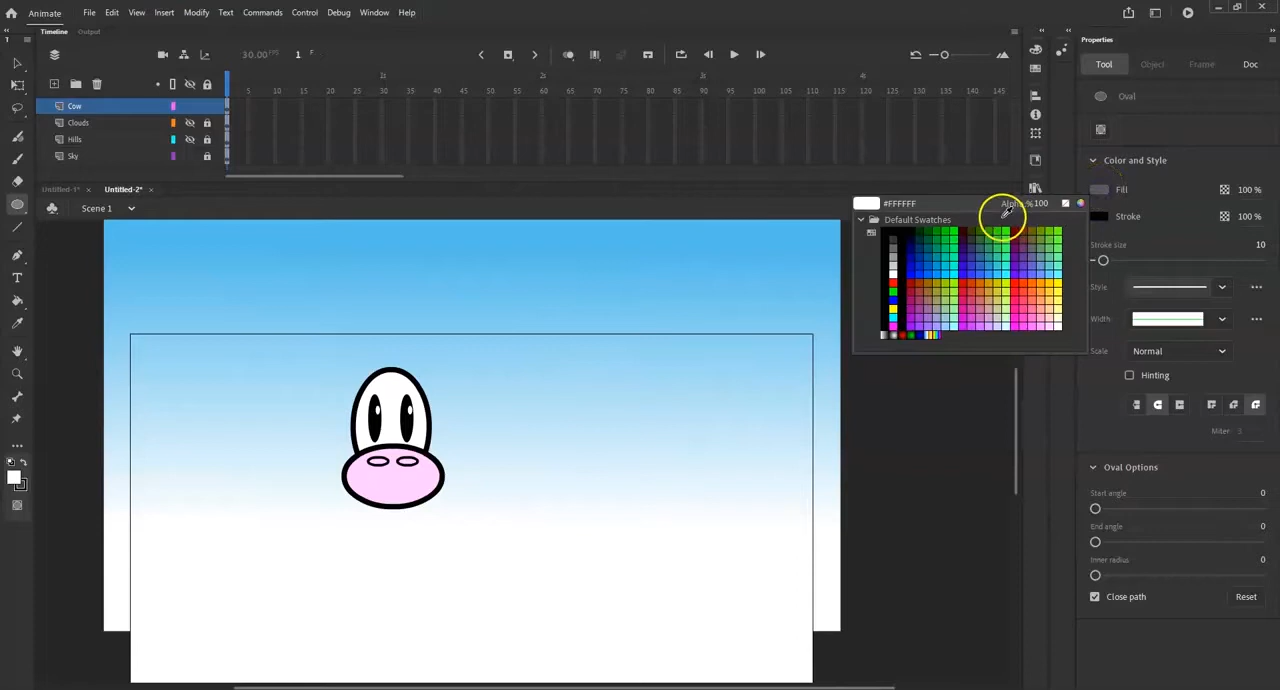 Animate File Edit View Insert Modify Text Commands Control Debug Window Help
Timeline Output
Properties
30.00 FPS 1 F
Tool Object Frame Doc
1s 2s 3s 4s
5 10 15 20 25 30 35 40 45 50 55 60 65 70 75 80 85 90 95 100 105 110 115 120 125 130 135 140 145
Oval
Cow
Clouds
Hills
Sky
Color and Style
Untitled-1* × Untitled-2* ×
Fill 100 %
#FFFFFF Alpha:% 100
Scene 1
Default Swatches
Stroke 100 %
Stroke size 10
Style
Width
Scale Normal
Hinting
Miter 3
Oval Options
Start angle 0
End angle 0
Inner radius 0
Close path Reset